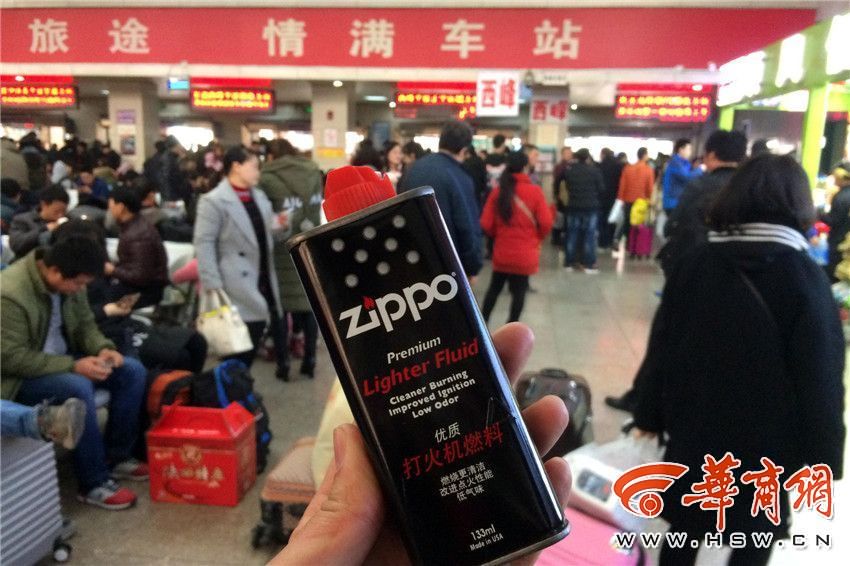 旅途 情满车站
西峰
西峰
zippo®
Premium
Lighter Fluid
Cleaner Burning
Improved Ignition
Low Odor
优质
打火机燃料
燃烧更清洁
改进点火性能
低气味
133ml
Made in USA
華商網
WWW.HSW.CN